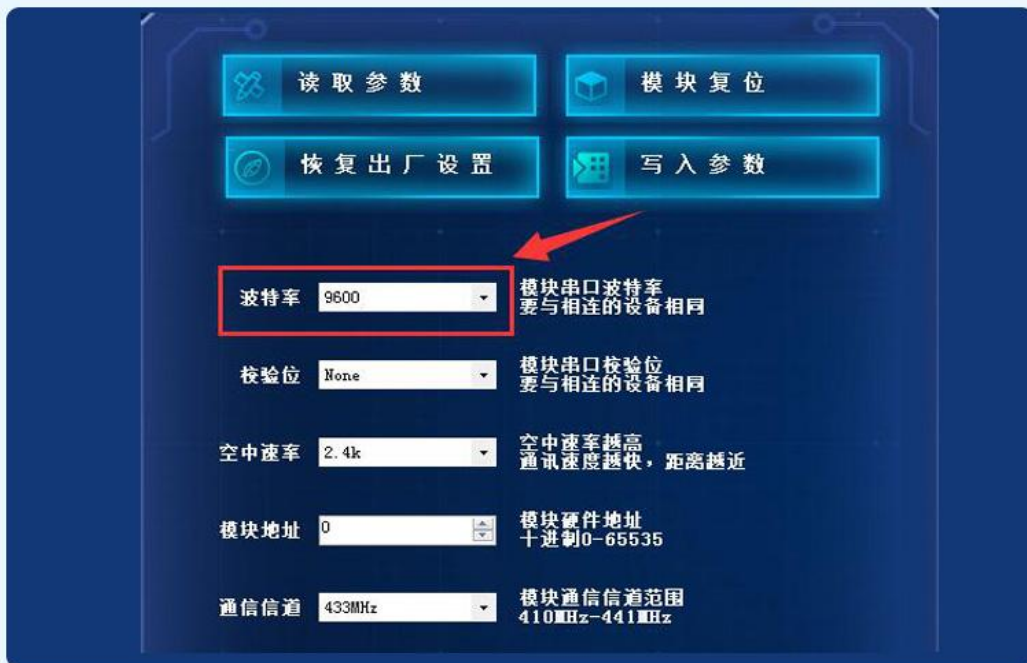 读取参数
模块复位
恢复出厂设置
写入参数
波特率
9600
模块串口波特率
要与相连的设备相同
校验位
None
模块串口校验位
要与相连的设备相同
空中速率
2.4k
空中速率越高
通讯速度越快，距离越近
模块地址
0
模块硬件地址
十进制0-65535
通信信道
433MHz
模块通信信道范围
410MHz-441MHz